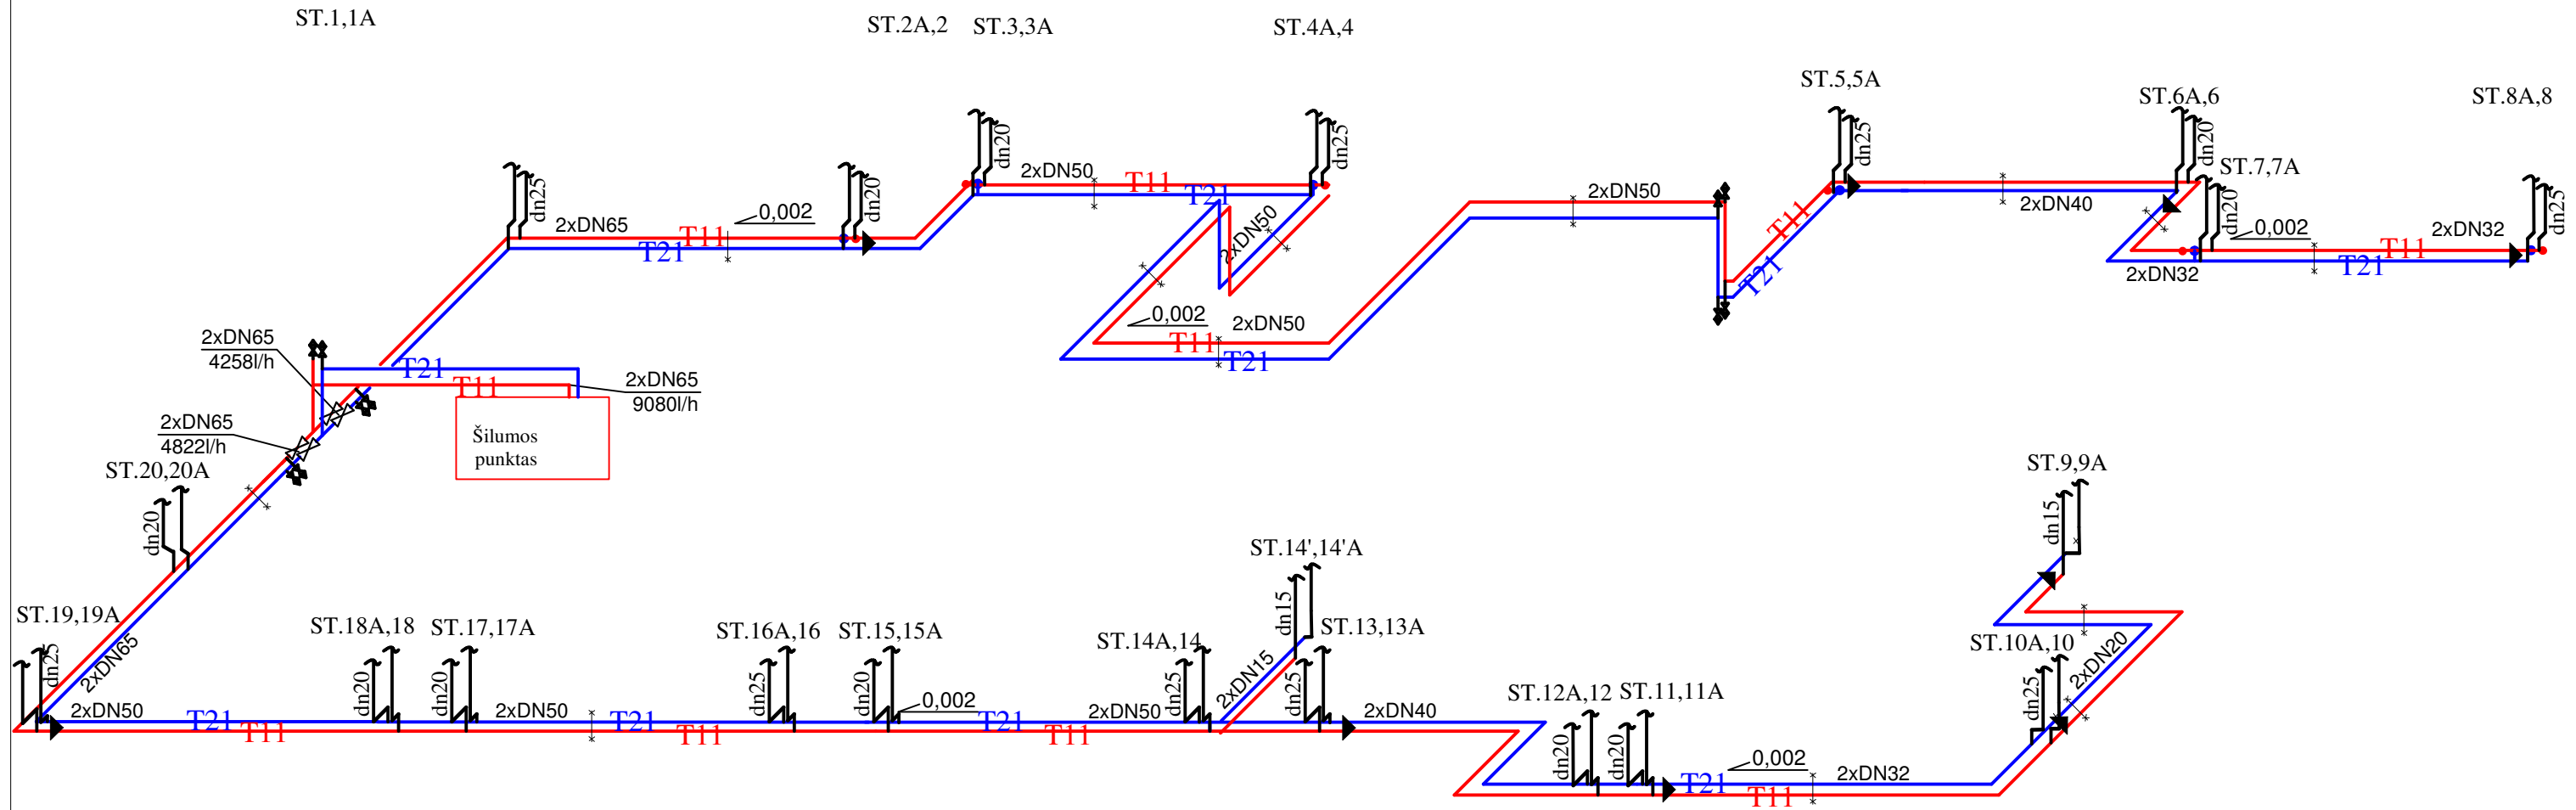 ST.1,1A
ST.2A,2
ST.3,3A
ST.4A,4
ST.5,5A
ST.6A,6
ST.8A,8
dn20
dn25
dn25
dn20
ST.7,7A
2xDN50
T11
T21
dn25
dn20
2xDN65
0,002
T11
T21
2xDN50
2xDN50
T11
T21
2xDN40
dn20
0,002
2xDN32
T11
T21
dn25
2xDN32
0,002
2xDN50
T11
T21
2xDN65
4258l/h
T21
T11
2xDN65
9080l/h
2xDN65
4822l/h
Šilumos
punktas
ST.20,20A
dn20
ST.9,9A
dn15
ST.14',14'A
dn15
ST.19,19A
dn25
2xDN65
ST.18A,18
ST.17,17A
ST.16A,16
ST.15,15A
ST.14A,14
ST.13,13A
ST.10A,10
dn20
dn20
dn25
dn20
dn25
2xDN15
dn25
dn25
2xDN20
2xDN50
T21
T11
2xDN50
T21
T11
0,002
T21
T11
2xDN50
2xDN40
ST.12A,12
ST.11,11A
dn20
dn20
T21
0,002
T11
2xDN32